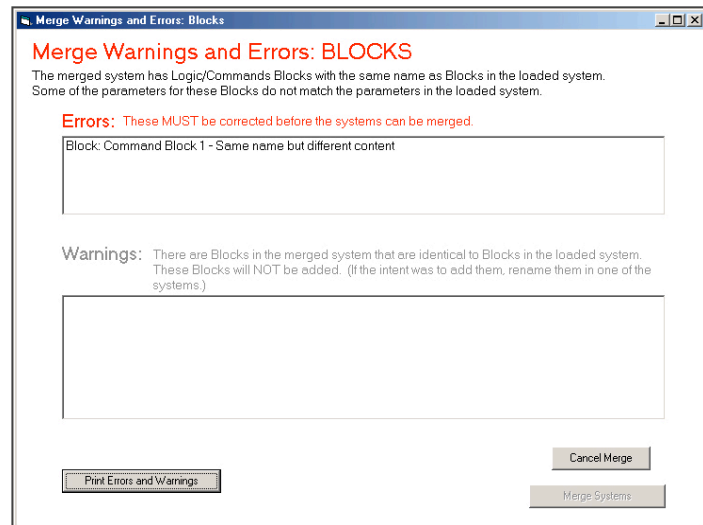 Merge Warnings and Errors: Blocks
Merge Warnings and Errors: BLOCKS
The merged system has Logic/Commands Blocks with the same name as Blocks in the loaded system.
Some of the parameters for these Blocks do not match the parameters in the loaded system.
Errors: These MUST be corrected before the systems can be merged.
Block: Command Block 1 - Same name but different content
Warnings: There are Blocks in the merged system that are identical to Blocks in the loaded system.
These Blocks will NOT be added. (If the intent was to add them, rename them in one of the
systems.)
Cancel Merge
Print Errors and Warnings
Merge Systems